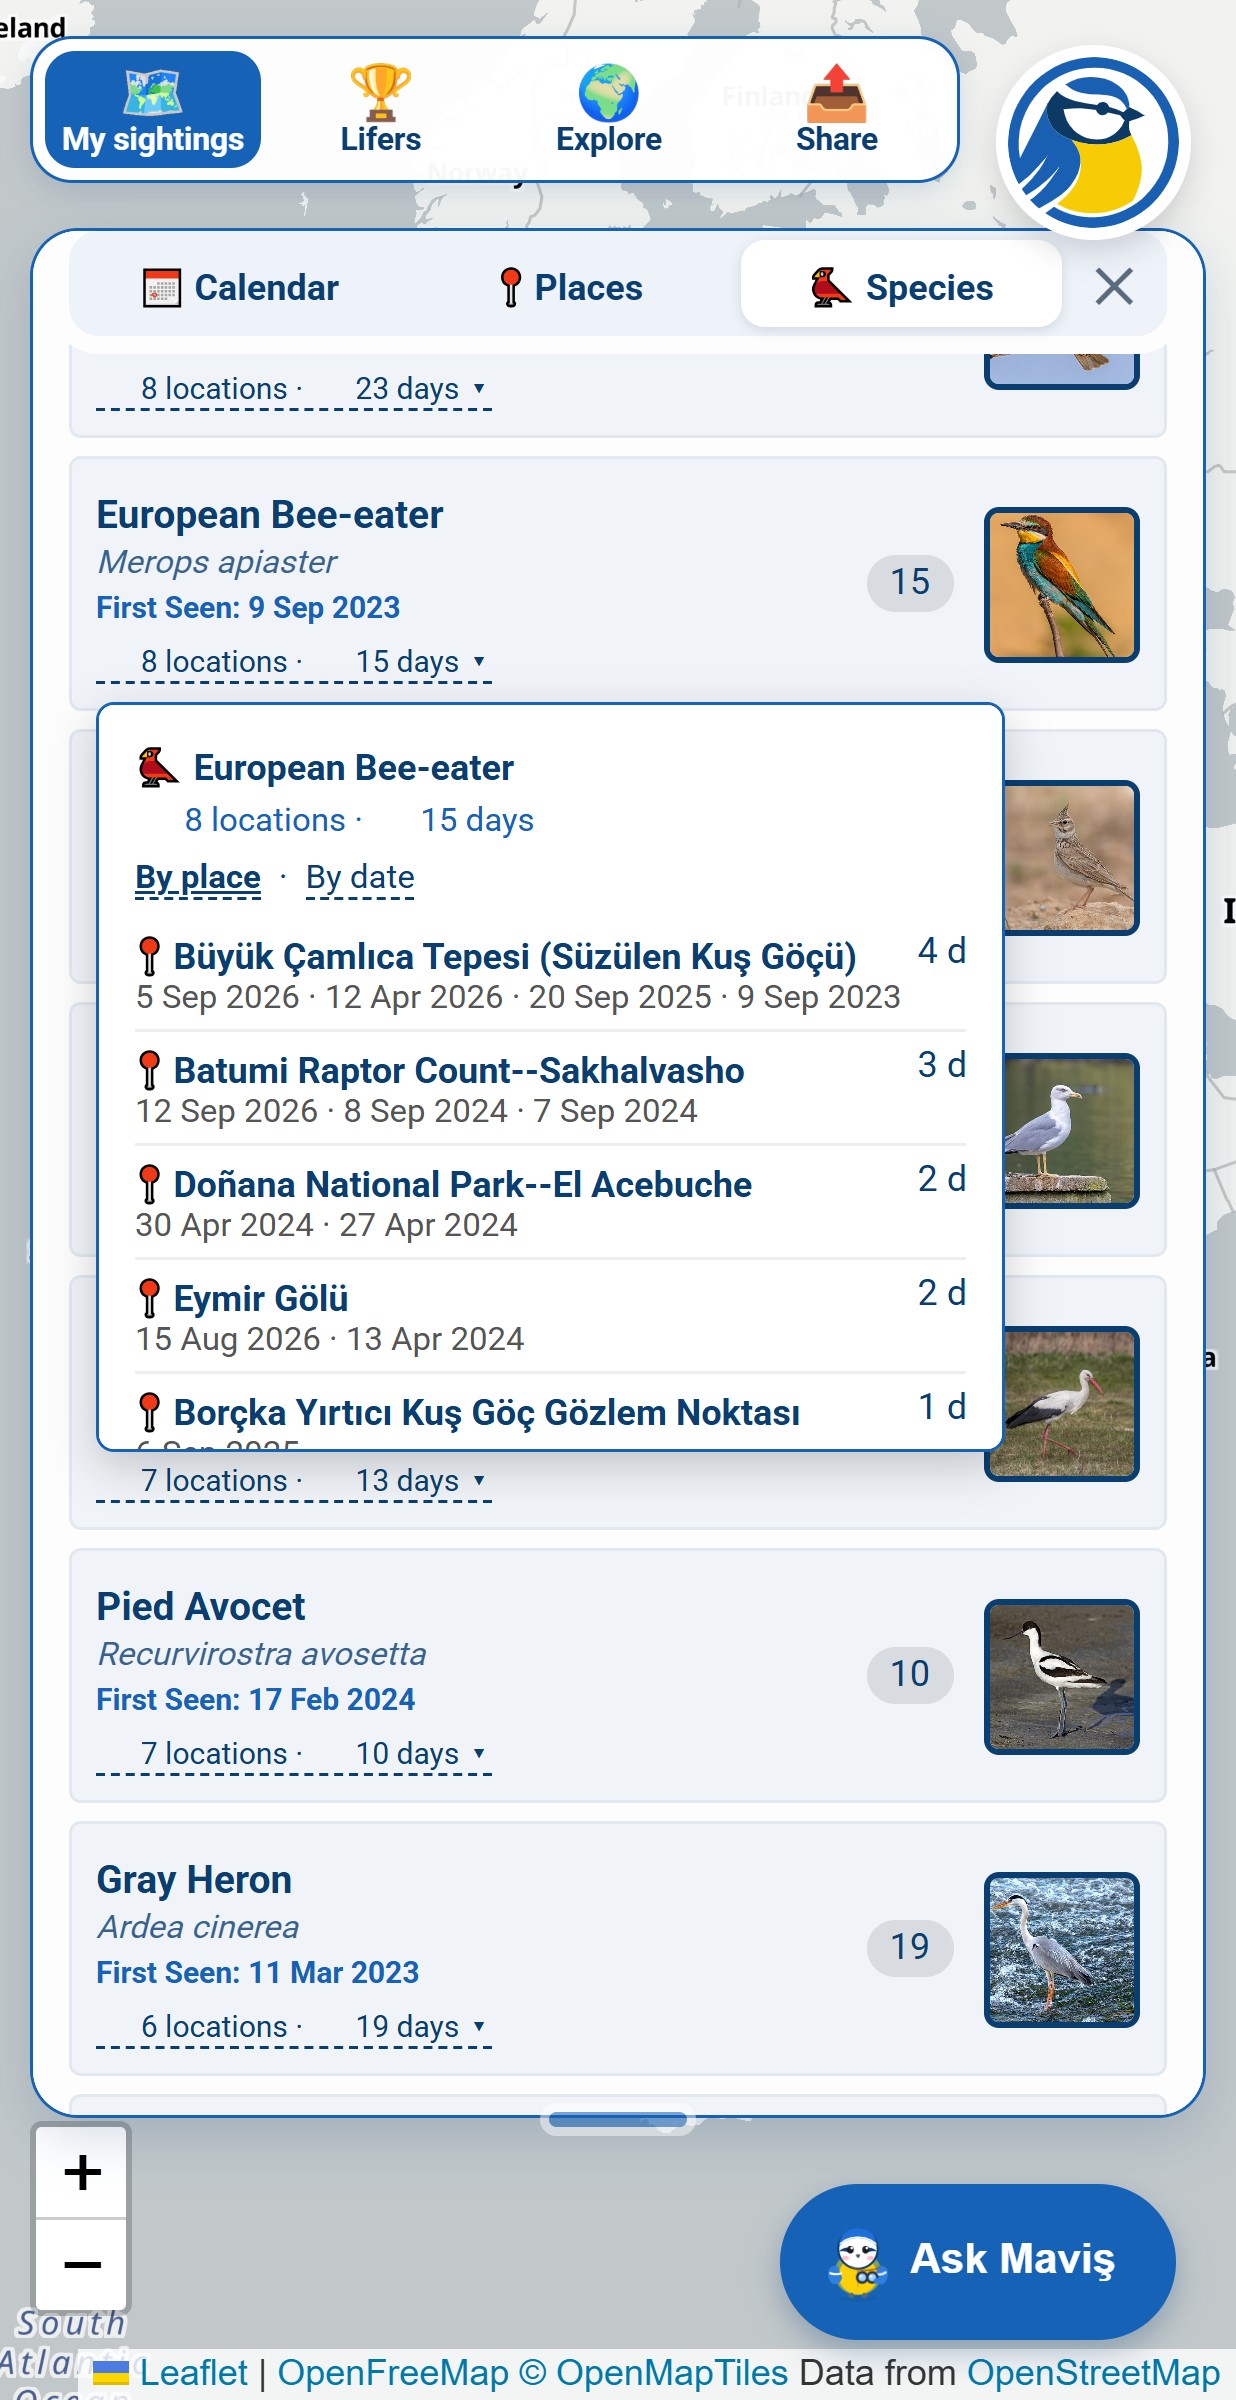 eland
Finland
Norway
My sightings
Lifers
Explore
Share
Calendar
Places
Species
8 locations · 23 days ▾
European Bee-eater
Merops apiaster
First Seen: 9 Sep 2023
15
8 locations · 15 days ▾
European Bee-eater
8 locations · 15 days
By place · By date
Büyük Çamlıca Tepesi (Süzülen Kuş Göçü) 4 d
5 Sep 2026 · 12 Apr 2026 · 20 Sep 2025 · 9 Sep 2023
Batumi Raptor Count--Sakhalvasho 3 d
12 Sep 2026 · 8 Sep 2024 · 7 Sep 2024
Doñana National Park--El Acebuche 2 d
30 Apr 2024 · 27 Apr 2024
Eymir Gölü 2 d
15 Aug 2026 · 13 Apr 2024
Borçka Yırtıcı Kuş Göç Gözlem Noktası 1 d
6 Sep 2025
7 locations · 13 days ▾
Pied Avocet
Recurvirostra avosetta
First Seen: 17 Feb 2024
10
7 locations · 10 days ▾
Gray Heron
Ardea cinerea
First Seen: 11 Mar 2023
19
6 locations · 19 days ▾
+
−
Ask Maviş
South
Leaflet | OpenFreeMap © OpenMapTiles Data from OpenStreetMap